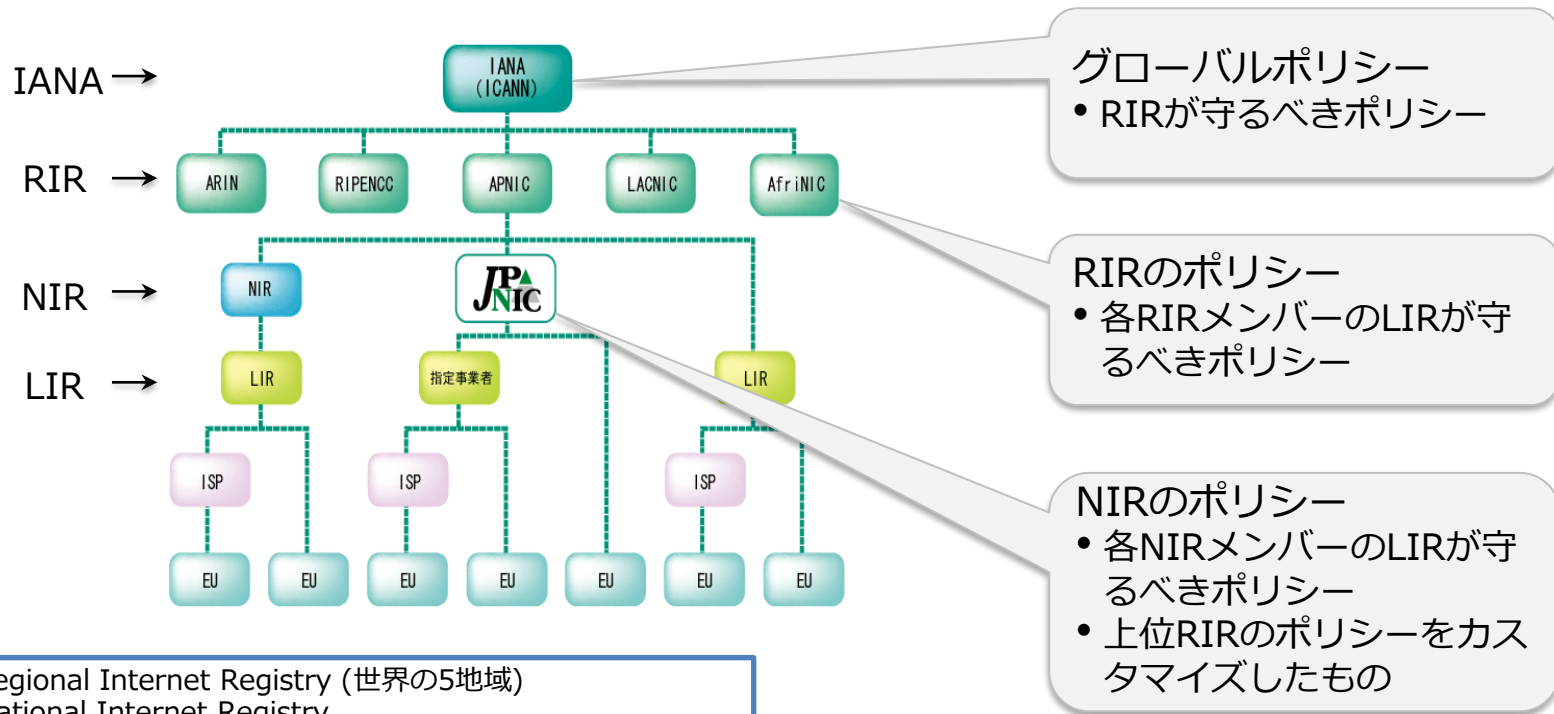 IANA →
IANA
(ICANN)
グローバルポリシー
• RIRが守るべきポリシー
RIR →
ARIN
RIPENCC
APNIC
LACNIC
AfriNIC
RIRのポリシー
• 各RIRメンバーのLIRが守
るべきポリシー
NIR →
NIR
JPNIC
LIR →
LIR
指定事業者
LIR
ISP
ISP
ISP
NIRのポリシー
• 各NIRメンバーのLIRが守
るべきポリシー
• 上位RIRのポリシーをカス
タマイズしたもの
EU
EU
EU
EU
EU
EU
EU
egional Internet Registry (世界の5地域)
ational Internet Registry